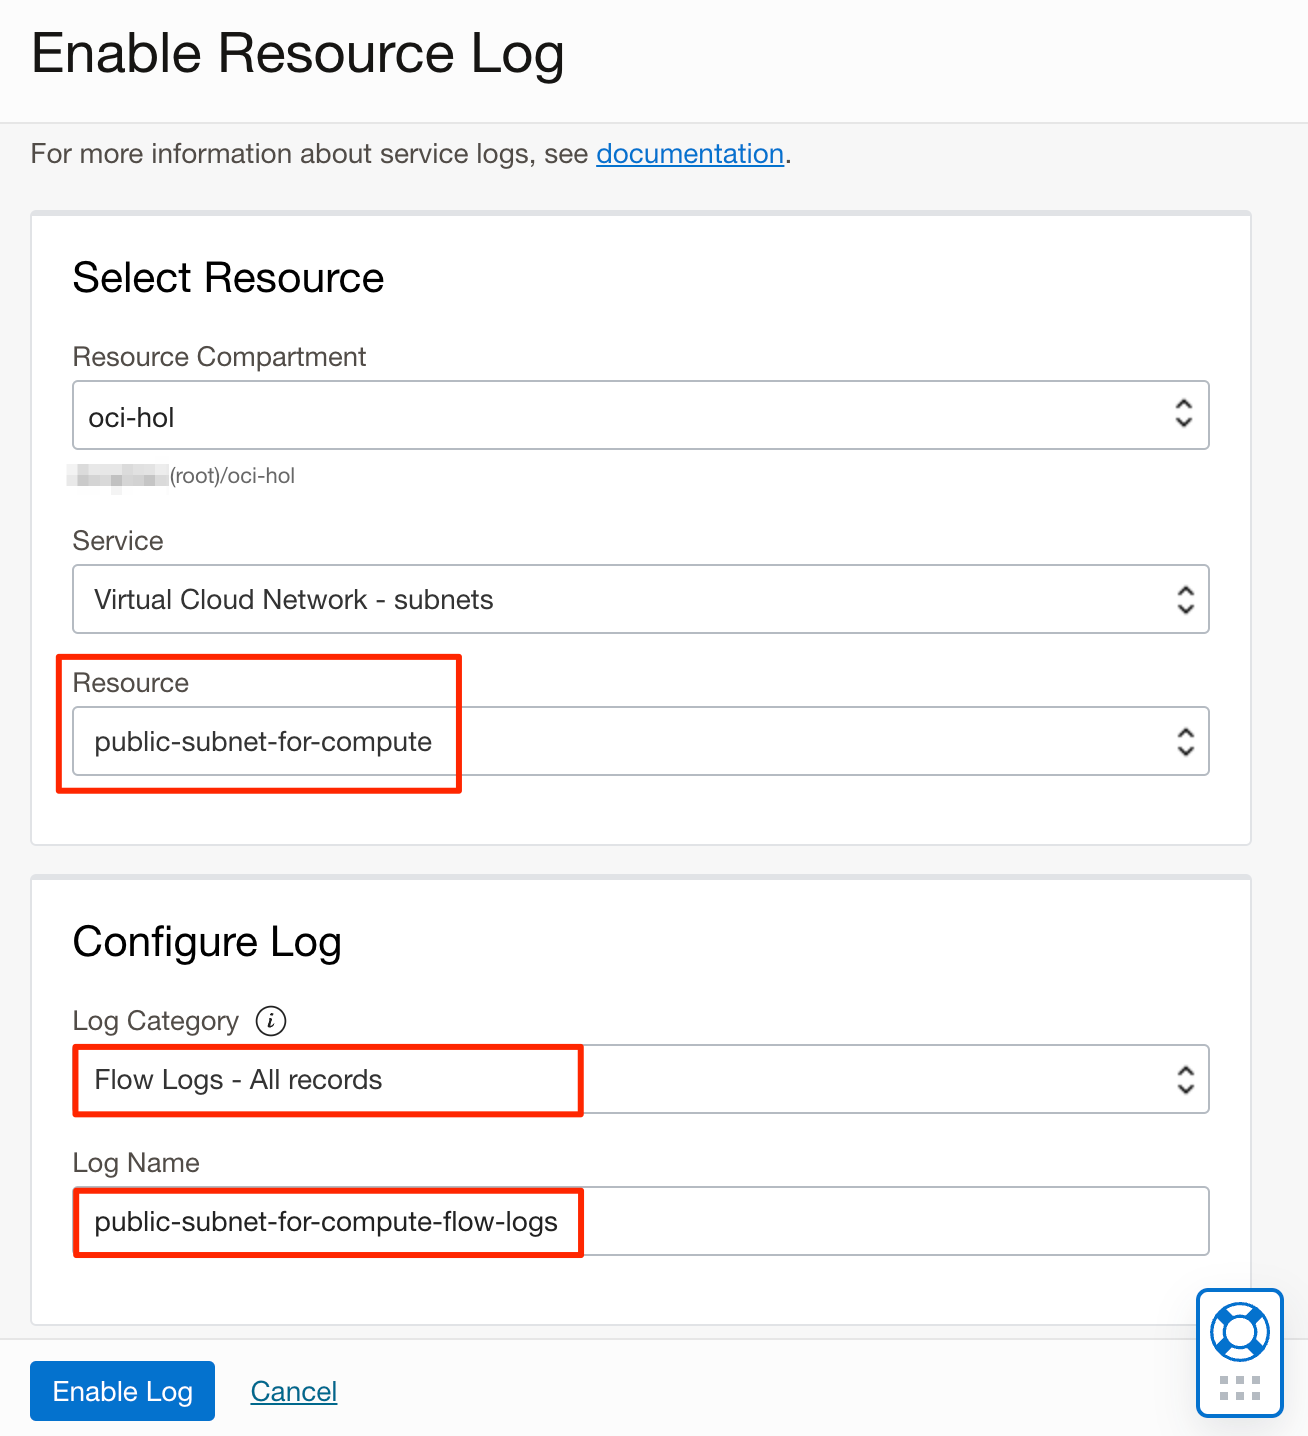 Enable Resource Log
For more information about service logs, see documentation.
Select Resource
Resource Compartment
oci-hol
(root)/oci-hol
Service
Virtual Cloud Network - subnets
Resource
public-subnet-for-compute
Configure Log
Log Category
Flow Logs - All records
Log Name
public-subnet-for-compute-flow-logs
Enable Log Cancel